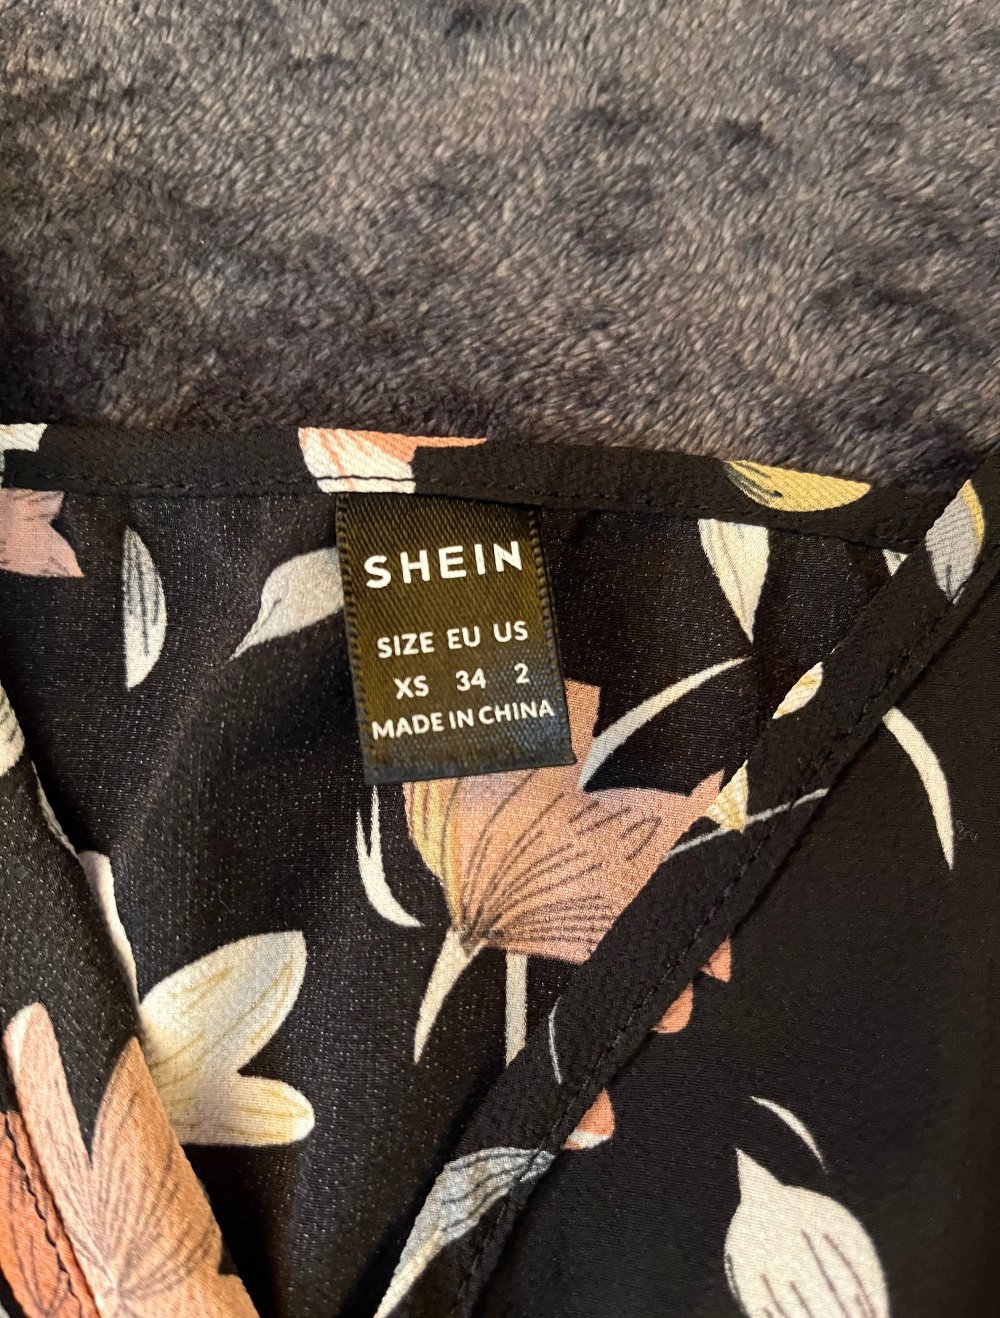 SHEIN
SIZE EU US
XS 34 2
MADE IN CHINA